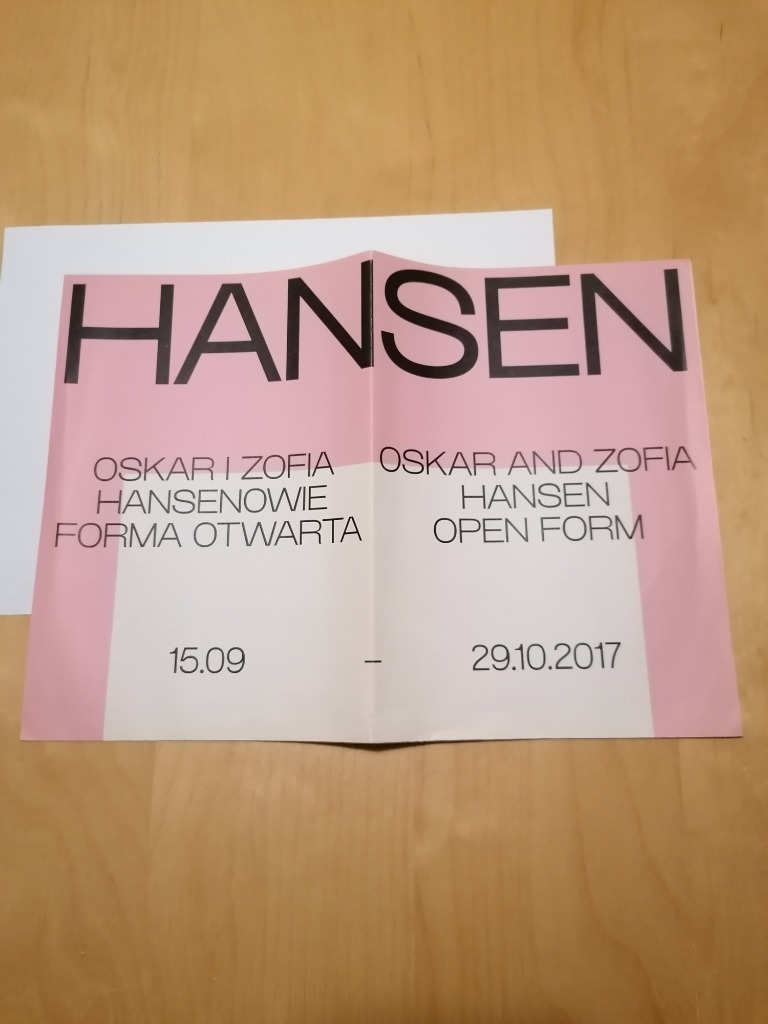 HANSEN
OSKAR I ZOFIA
HANSENOWIE
FORMA OTWARTA
OSKAR AND ZOFIA
HANSEN
OPEN FORM
15.09 – 29.10.2017